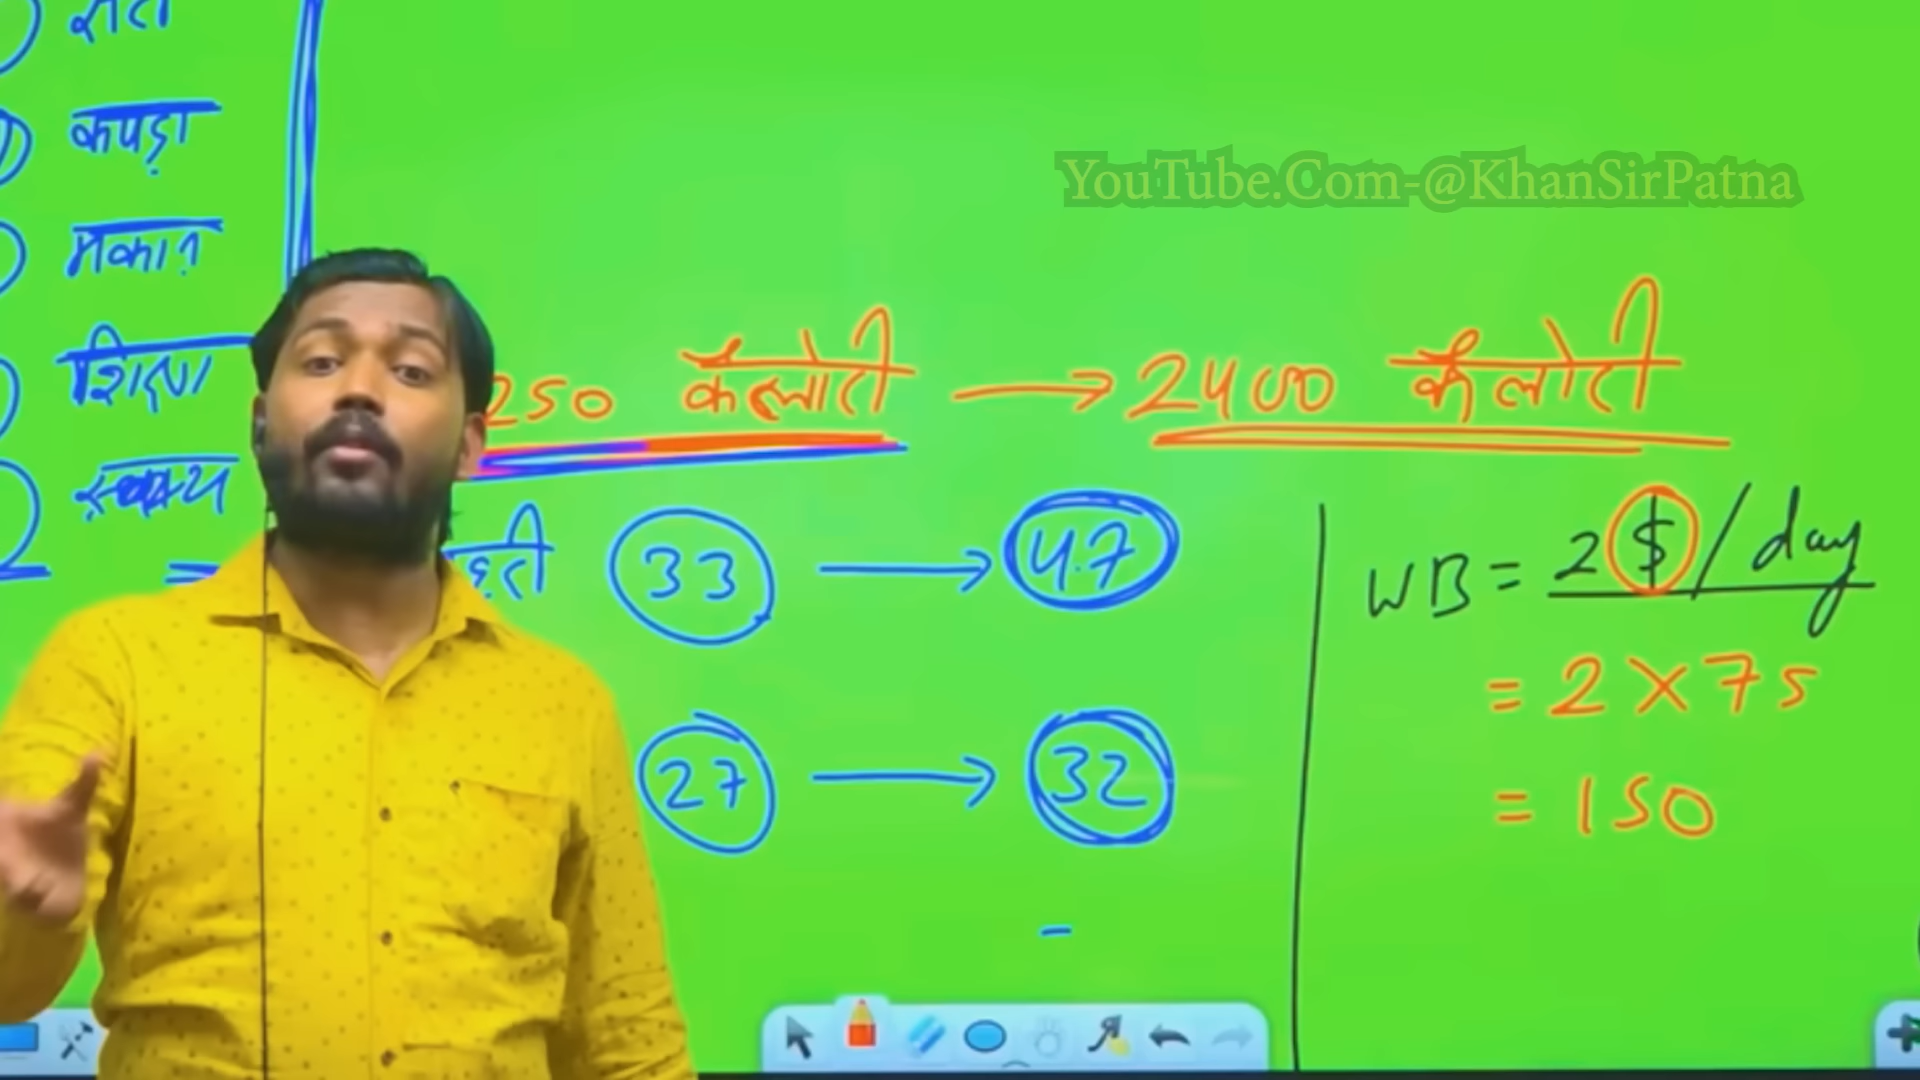 कपड़ा
मकान
शिक्षा
स्वास्थ्य
YouTube.Com-@KhanSirPatna
250 कैलोरी → 2400 कैलोरी
33 → 47
27 → 32
WB = 2$/day
= 2 × 75
= 150